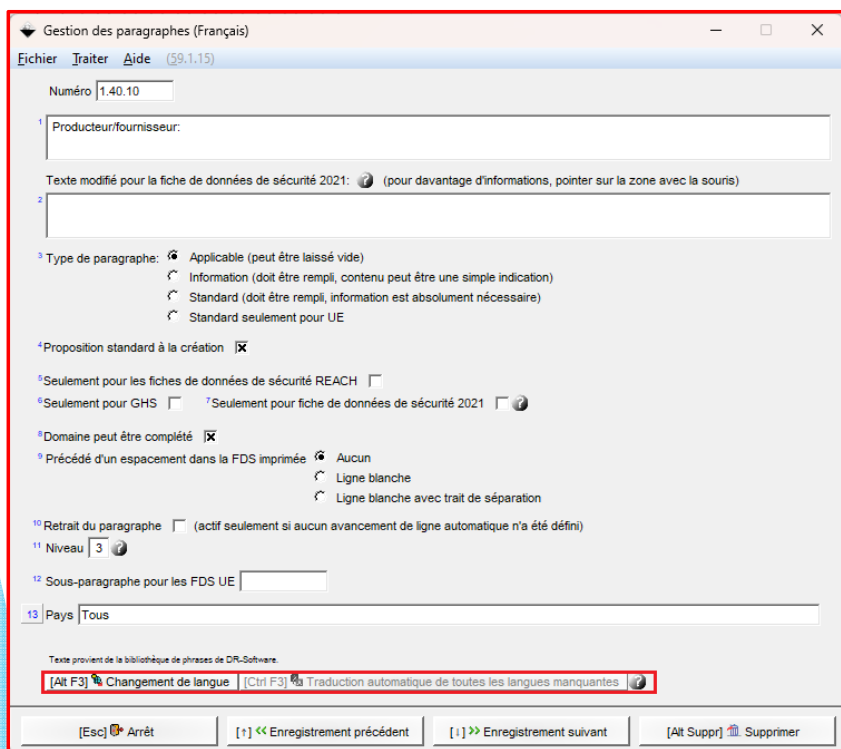 Gestion des paragraphes (Français)
Fichier Traiter Aide (59.1.15)
Numéro 1.40.10
1 Producteur/fournisseur:
Texte modifié pour la fiche de données de sécurité 2021: ? (pour davantage d'informations, pointer sur la zone avec la souris)
2
3 Type de paragraphe: Applicable (peut être laissé vide)
Information (doit être rempli, contenu peut être une simple indication)
Standard (doit être rempli, information est absolument nécessaire)
Standard seulement pour UE
4 Proposition standard à la création
5 Seulement pour les fiches de données de sécurité REACH
6 Seulement pour GHS 7 Seulement pour fiche de données de sécurité 2021 ?
8 Domaine peut être complété
9 Précédé d'un espacement dans la FDS imprimée Aucun
Ligne blanche
Ligne blanche avec trait de séparation
10 Retrait du paragraphe (actif seulement si aucun avancement de ligne automatique n'a été défini)
11 Niveau 3 ?
12 Sous-paragraphe pour les FDS UE
13 Pays Tous
Texte provient de la bibliothèque de phrases de DR-Software.
[Alt F3] Changement de langue [Ctrl F3] Traduction automatique de toutes les langues manquantes ?
[Esc] Arrêt [↑] << Enregistrement précédent [↓] >> Enregistrement suivant [Alt Suppr] Supprimer